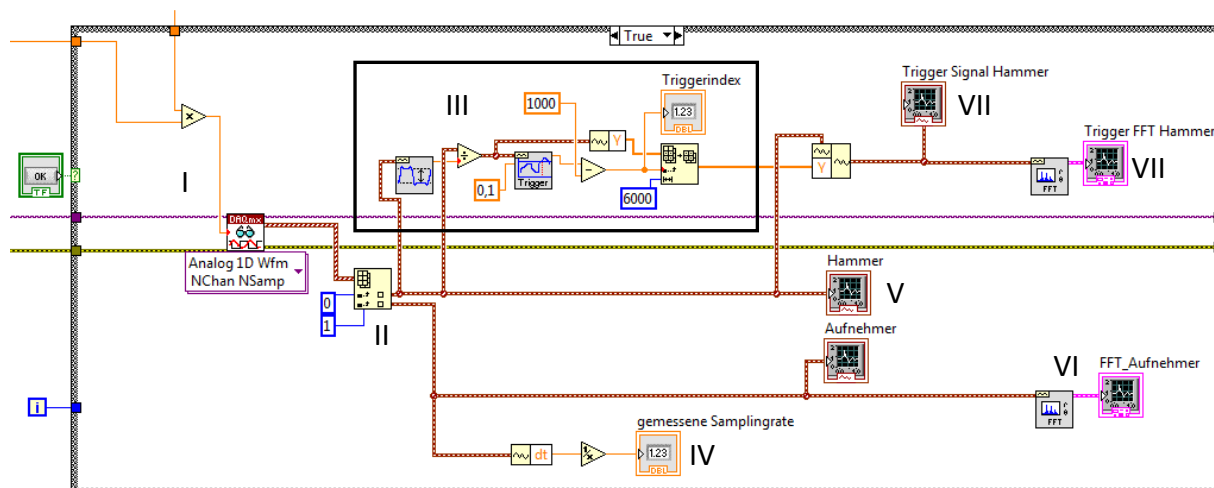 True
Triggerindex
1.23
DBL
III
1000
Y
0,1
Trigger
6000
Trigger Signal Hammer
VII
Trigger FFT Hammer
VII
Y
FFT
OK
TF
?
I
DAQmx
Analog 1D Wfm
NChan NSamp
0
1
II
Hammer
V
Aufnehmer
VI
FFT_Aufnehmer
FFT
i
gemessene Samplingrate
dt
1/x
1.23
DBL
IV